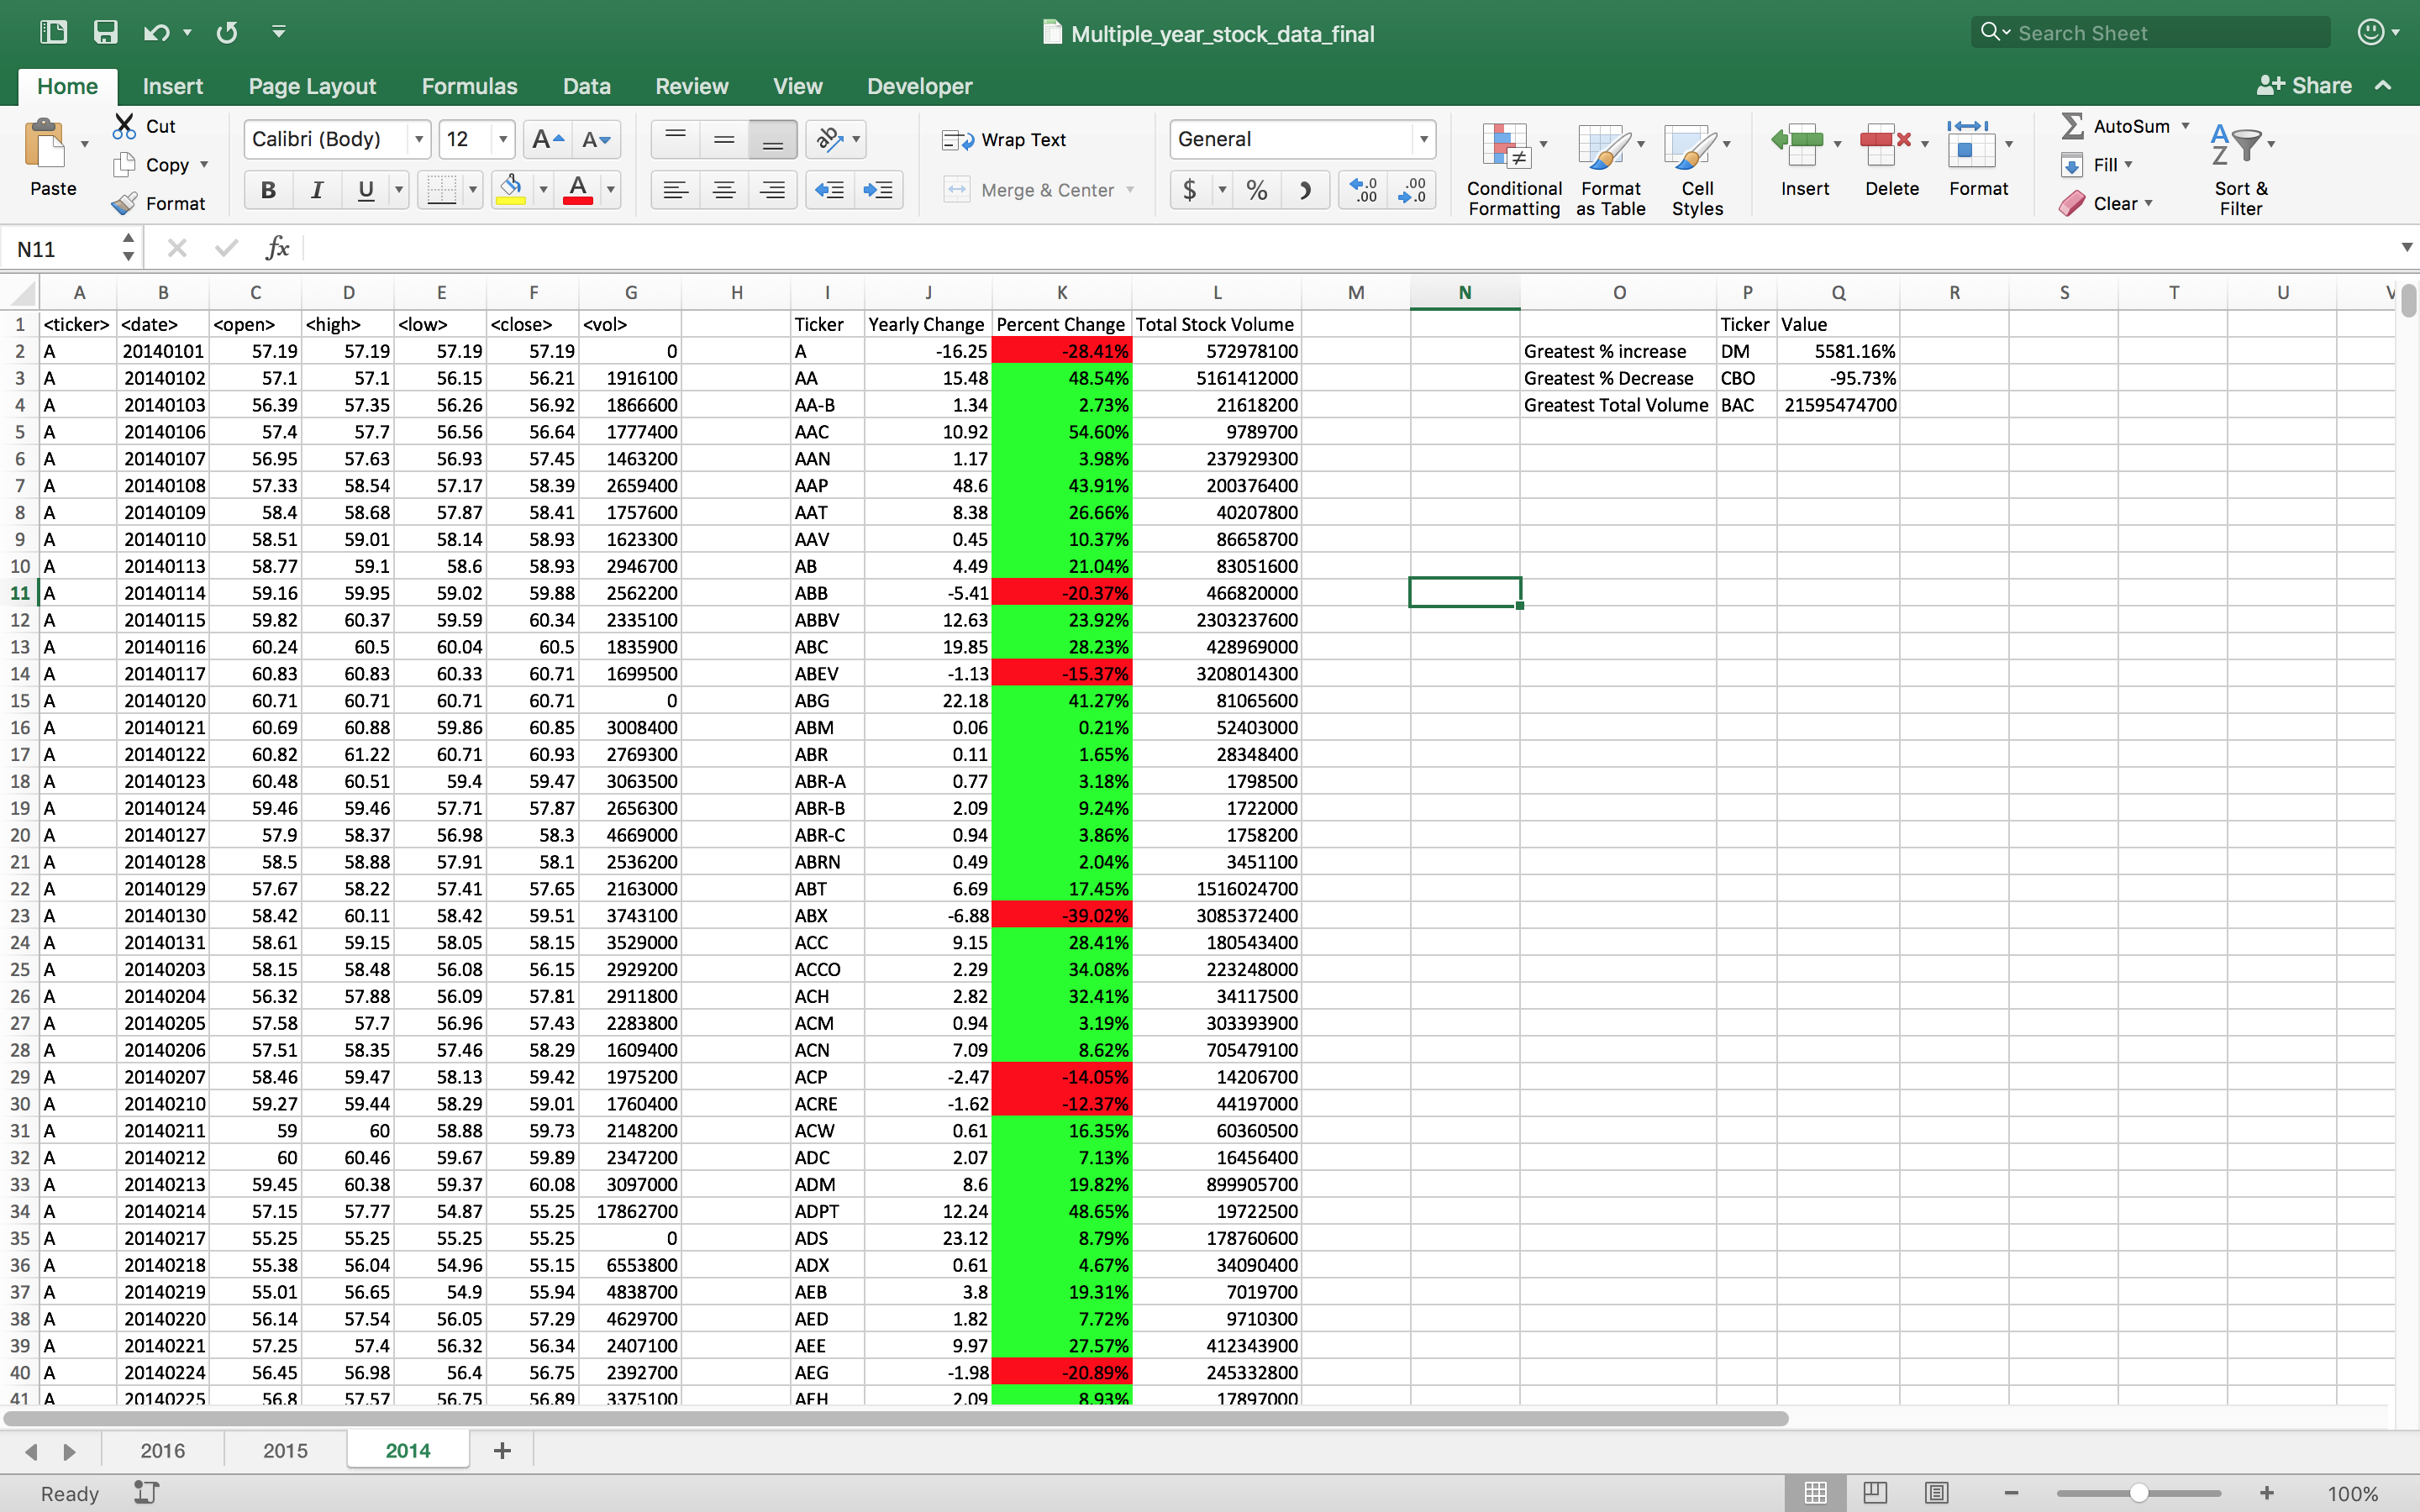 Multiple_year_stock_data_final
Search Sheet
Home Insert Page Layout Formulas Data Review View Developer
Share
Paste
Cut
Copy
Format
Calibri (Body) 12
A A
B I U A
Wrap Text
Merge & Center
General
$ % )
.0 .00
.00 .0
Conditional Formatting
Format as Table
Cell Styles
Insert
Delete
Format
AutoSum
Fill
Clear
A Z
Sort & Filter
N11
fx
A B C D E F G H I J K L M N O P Q R S T U V
1 <ticker> <date> <open> <high> <low> <close> <vol> Ticker Yearly Change Percent Change Total Stock Volume Ticker Value
2 A 20140101 57.19 57.19 57.19 57.19 0 A -16.25 -28.41% 572978100 Greatest % increase DM 5581.16%
3 A 20140102 57.1 57.1 56.15 56.21 1916100 AA 15.48 48.54% 5161412000 Greatest % Decrease CBO -95.73%
4 A 20140103 56.39 57.35 56.26 56.92 1866600 AA-B 1.34 2.73% 21618200 Greatest Total Volume BAC 21595474700
5 A 20140106 57.4 57.7 56.56 56.64 1777400 AAC 10.92 54.60% 9789700
6 A 20140107 56.95 57.63 56.93 57.45 1463200 AAN 1.17 3.98% 237929300
7 A 20140108 57.33 58.54 57.17 58.39 2659400 AAP 48.6 43.91% 200376400
8 A 20140109 58.4 58.68 57.87 58.41 1757600 AAT 8.38 26.66% 40207800
9 A 20140110 58.51 59.01 58.14 58.93 1623300 AAV 0.45 10.37% 86658700
10 A 20140113 58.77 59.1 58.6 58.93 2946700 AB 4.49 21.04% 83051600
11 A 20140114 59.16 59.95 59.02 59.88 2562200 ABB -5.41 -20.37% 466820000
12 A 20140115 59.82 60.37 59.59 60.34 2335100 ABBV 12.63 23.92% 2303237600
13 A 20140116 60.24 60.5 60.04 60.5 1835900 ABC 19.85 28.23% 428969000
14 A 20140117 60.83 60.83 60.33 60.71 1699500 ABEV -1.13 -15.37% 3208014300
15 A 20140120 60.71 60.71 60.71 60.71 0 ABG 22.18 41.27% 81065600
16 A 20140121 60.69 60.88 59.86 60.85 3008400 ABM 0.06 0.21% 52403000
17 A 20140122 60.82 61.22 60.71 60.93 2769300 ABR 0.11 1.65% 28348400
18 A 20140123 60.48 60.51 59.4 59.47 3063500 ABR-A 0.77 3.18% 1798500
19 A 20140124 59.46 59.46 57.71 57.87 2656300 ABR-B 2.09 9.24% 1722000
20 A 20140127 57.9 58.37 56.98 58.3 4669000 ABR-C 0.94 3.86% 1758200
21 A 20140128 58.5 58.88 57.91 58.1 2536200 ABRN 0.49 2.04% 3451100
22 A 20140129 57.67 58.22 57.41 57.65 2163000 ABT 6.69 17.45% 1516024700
23 A 20140130 58.42 60.11 58.42 59.51 3743100 ABX -6.88 -39.02% 3085372400
24 A 20140131 58.61 59.15 58.05 58.15 3529000 ACC 9.15 28.41% 180543400
25 A 20140203 58.15 58.48 56.08 56.15 2929200 ACCO 2.29 34.08% 223248000
26 A 20140204 56.32 57.88 56.09 57.81 2911800 ACH 2.82 32.41% 34117500
27 A 20140205 57.58 57.7 56.96 57.43 2283800 ACM 0.94 3.19% 303393900
28 A 20140206 57.51 58.35 57.46 58.29 1609400 ACN 7.09 8.62% 705479100
29 A 20140207 58.46 59.47 58.13 59.42 1975200 ACP -2.47 -14.05% 14206700
30 A 20140210 59.27 59.44 58.29 59.01 1760400 ACRE -1.62 -12.37% 44197000
31 A 20140211 59 60 58.88 59.73 2148200 ACW 0.61 16.35% 60360500
32 A 20140212 60 60.46 59.67 59.89 2347200 ADC 2.07 7.13% 16456400
33 A 20140213 59.45 60.38 59.37 60.08 3097000 ADM 8.6 19.82% 899905700
34 A 20140214 57.15 57.77 54.87 55.25 17862700 ADPT 12.24 48.65% 19722500
35 A 20140217 55.25 55.25 55.25 55.25 0 ADS 23.12 8.79% 178760600
36 A 20140218 55.38 56.04 54.96 55.15 6553800 ADX 0.61 4.67% 34090400
37 A 20140219 55.01 56.65 54.9 55.94 4838700 AEB 3.8 19.31% 7019700
38 A 20140220 56.14 57.54 56.05 57.29 4629700 AED 1.82 7.72% 9710300
39 A 20140221 57.25 57.4 56.32 56.34 2407100 AEE 9.97 27.57% 412343900
40 A 20140224 56.45 56.98 56.4 56.75 2392700 AEG -1.98 -20.89% 245332800
41 A 20140225 56.8 57.57 56.75 56.89 3375100 AEH 2.09 8.93% 17897000
2016 2015 2014 +
Ready
100%